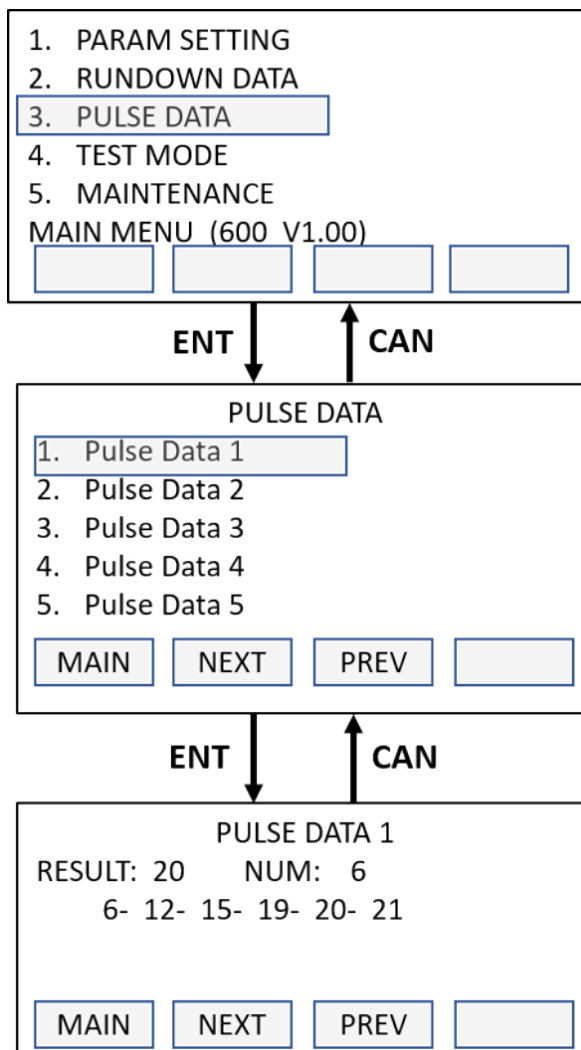 1. PARAM SETTING
2. RUNDOWN DATA
3. PULSE DATA
4. TEST MODE
5. MAINTENANCE
MAIN MENU (600 V1.00)
ENT CAN
PULSE DATA
1. Pulse Data 1
2. Pulse Data 2
3. Pulse Data 3
4. Pulse Data 4
5. Pulse Data 5
MAIN NEXT PREV
ENT CAN
PULSE DATA 1
RESULT: 20 NUM: 6
6- 12- 15- 19- 20- 21
MAIN NEXT PREV